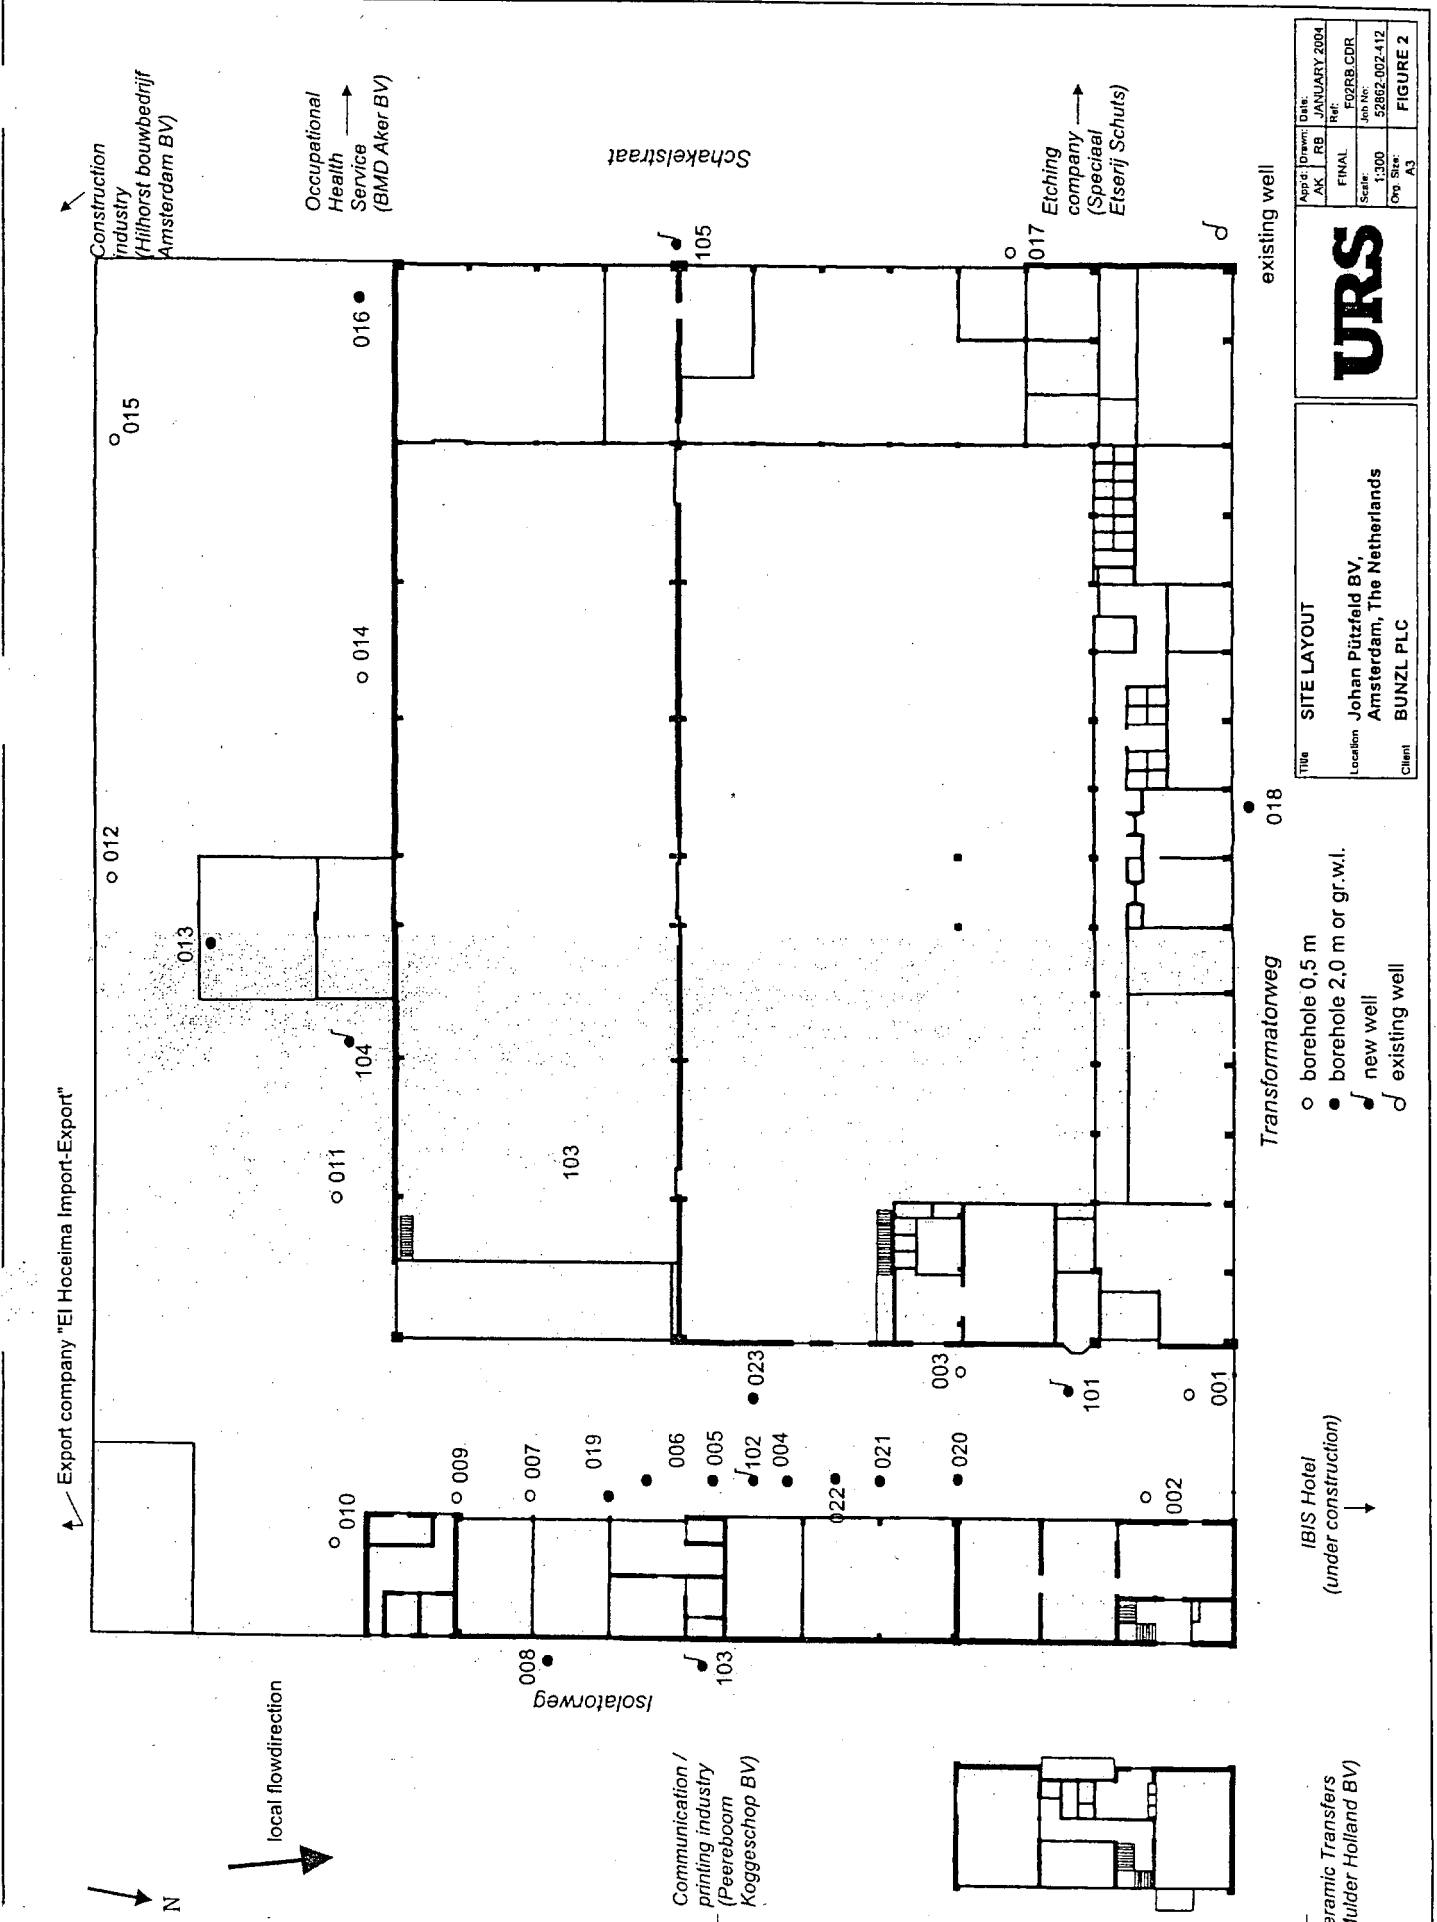 Export company "El Hoceima Import-Export"
Construction
industry
(Hilhorst bouwbedrijf
Amsterdam BV)
Occupational
Health
Service
(BMD Aker BV)
Schakelstraat
Etching
company
(Speciaal
Etserij Schuts)
existing well
local flowdirection
N
Isolatorweg
Communication /
printing industry
(Peereboom
Koggeschop BV)
eramic Transfers
Mulder Holland BV)
IBIS Hotel
(under construction)
Transformatorweg
010
009
007
019
006
005
102
004
022
021
020
002
008
103
023
003
101
001
011
104
013
012
014
015
016
105
017
018
103
borehole 0,5 m
borehole 2,0 m or gr.w.l.
new well
existing well
Title SITE LAYOUT
Location Johan Pützfeld BV,
Amsterdam, The Netherlands
Client BUNZL PLC
URS
App'd: AK
Drawn: RB
Date: JANUARY 2004
FINAL
Ref: F02RB.CDR
Scale: 1:300
Job No: 52862-002-412
Org. Size: A3
FIGURE 2